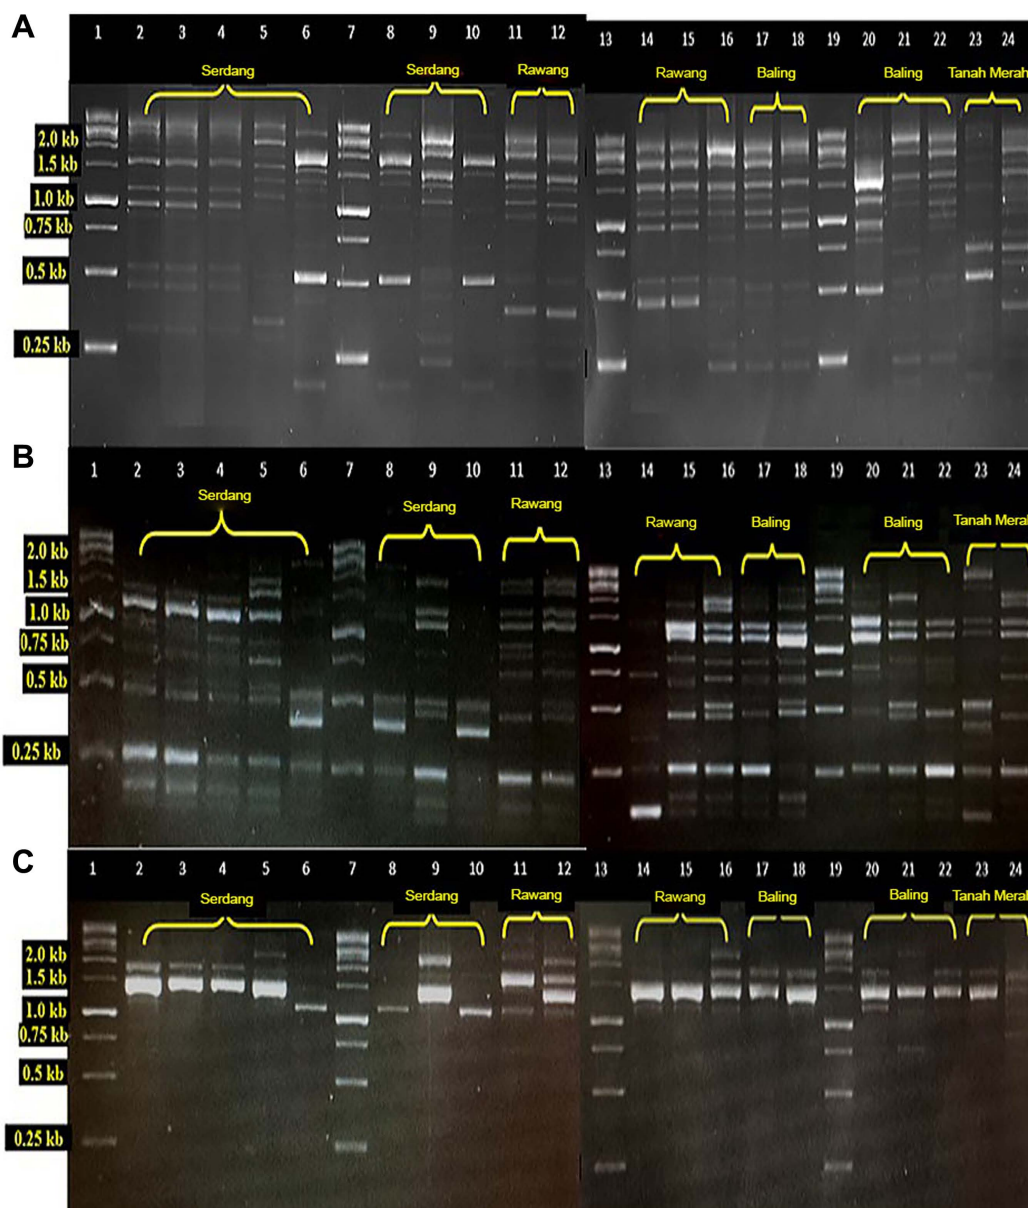 A
1 2 3 4 5 6 7 8 9 10 11 12 13 14 15 16 17 18 19 20 21 22 23 24
Serdang Serdang Rawang Rawang Baling Baling Tanah Merah
2.0 kb
1.5 kb
1.0 kb
0.75 kb
0.5 kb
0.25 kb
B
1 2 3 4 5 6 7 8 9 10 11 12 13 14 15 16 17 18 19 20 21 22 23 24
Serdang Serdang Rawang Rawang Baling Baling Tanah Merah
2.0 kb
1.5 kb
1.0 kb
0.75 kb
0.5 kb
0.25 kb
C
1 2 3 4 5 6 7 8 9 10 11 12 13 14 15 16 17 18 19 20 21 22 23 24
Serdang Serdang Rawang Rawang Baling Baling Tanah Merah
2.0 kb
1.5 kb
1.0 kb
0.75 kb
0.5 kb
0.25 kb